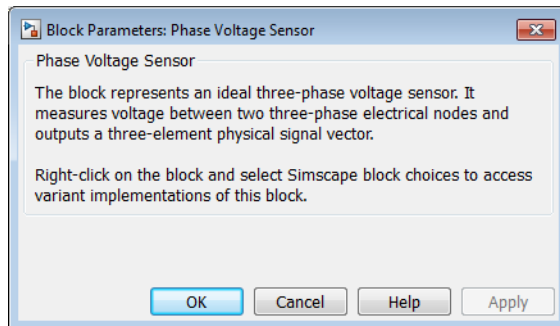 Block Parameters: Phase Voltage Sensor
Phase Voltage Sensor
The block represents an ideal three-phase voltage sensor. It
measures voltage between two three-phase electrical nodes and
outputs a three-element physical signal vector.
Right-click on the block and select Simscape block choices to access
variant implementations of this block.
OK Cancel Help Apply